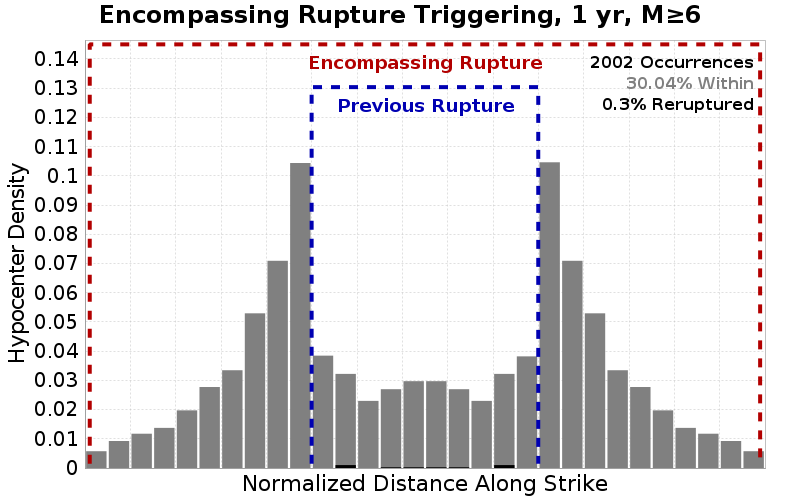 Encompassing Rupture Triggering, 1 yr, M≥6
Encompassing Rupture
2002 Occurrences
30.04% Within
0.3% Reruptured
Previous Rupture
Hypocenter Density
0.14
0.13
0.12
0.11
0.1
0.09
0.08
0.07
0.06
0.05
0.04
0.03
0.02
0.01
0
Normalized Distance Along Strike